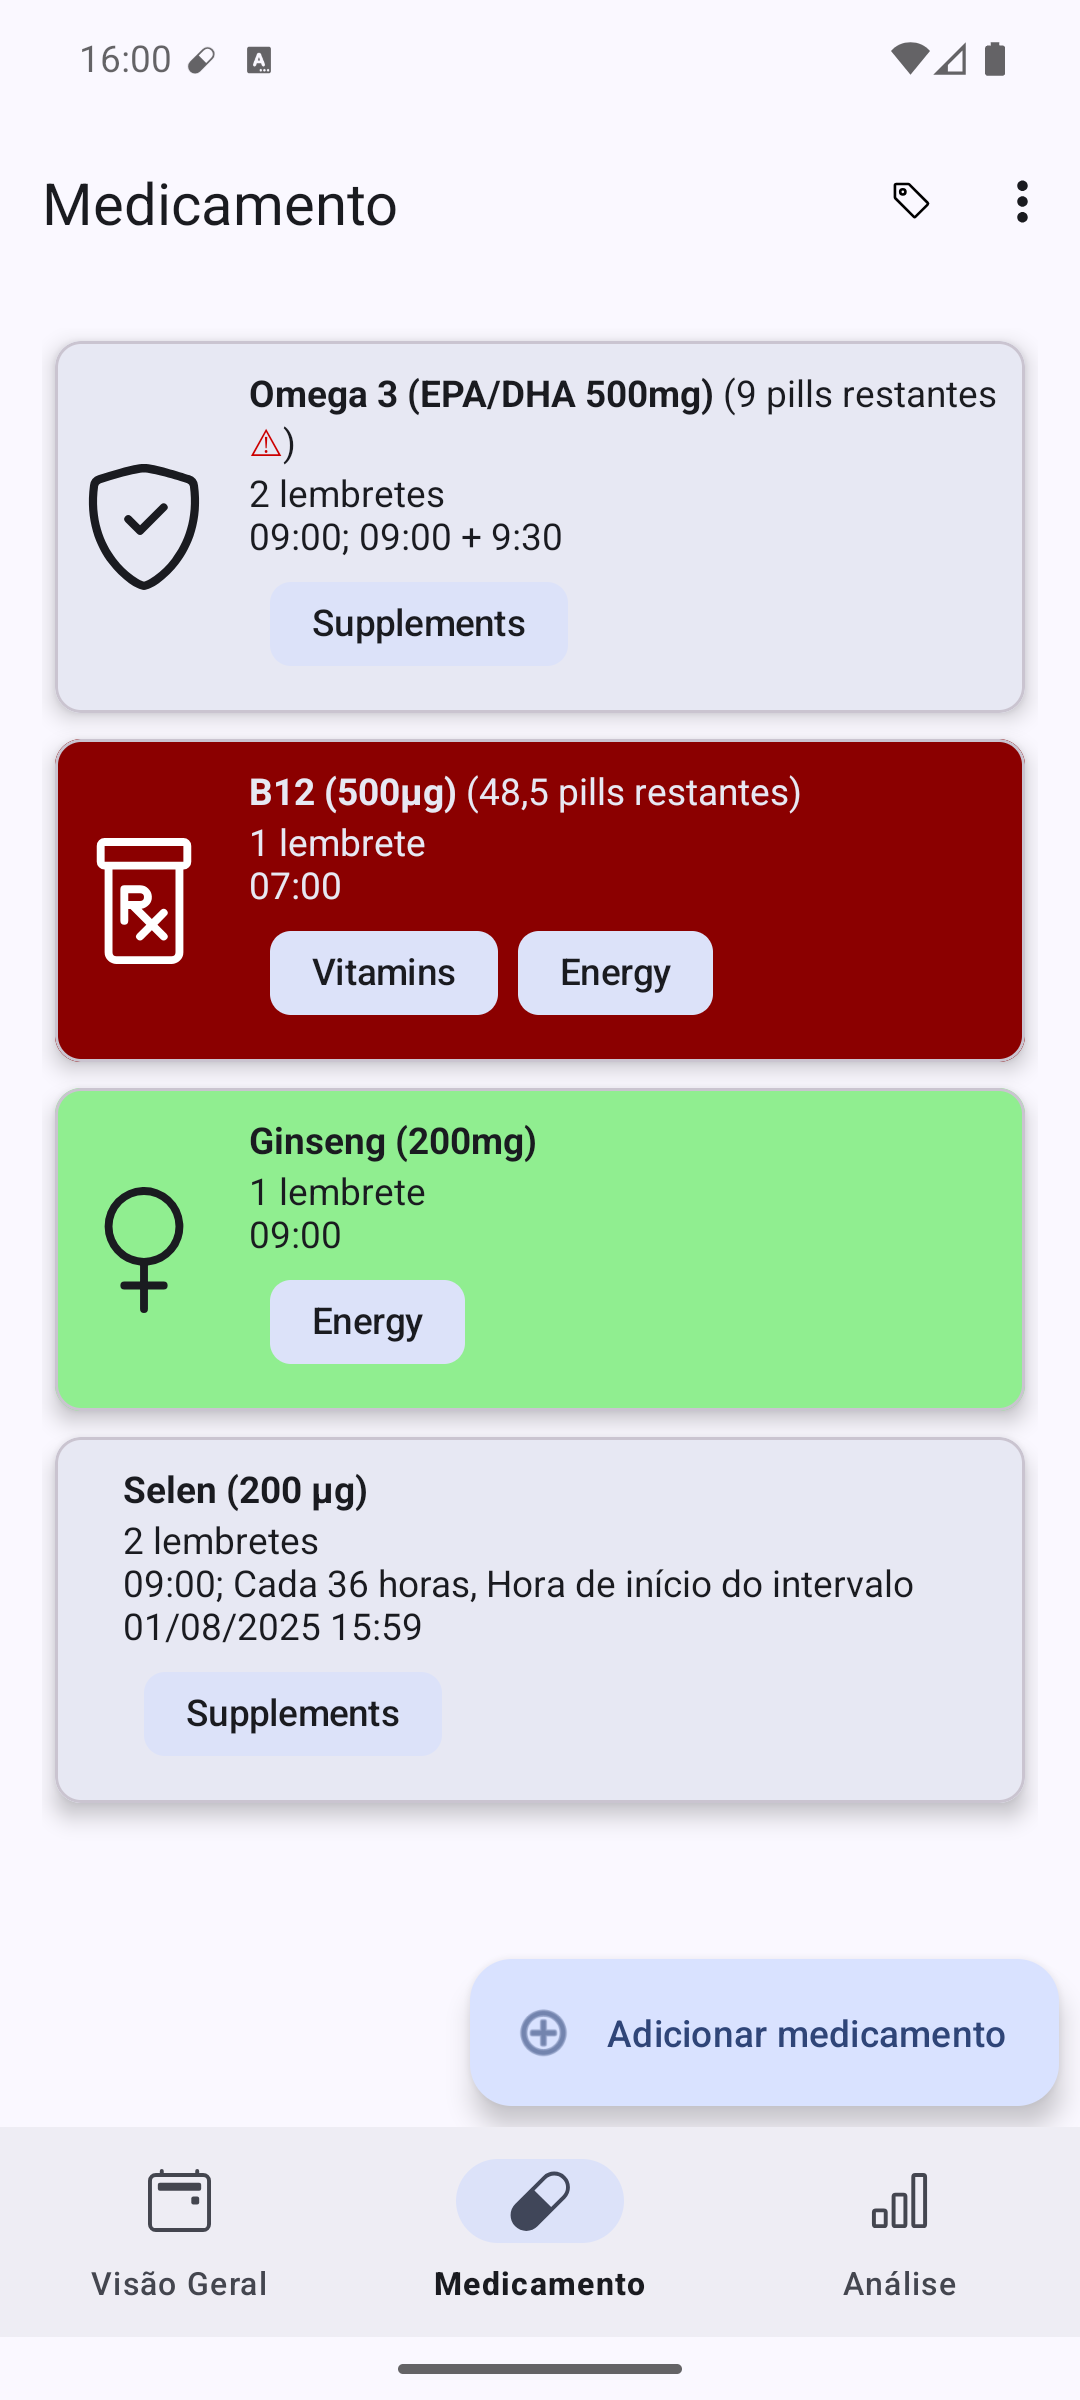 16:00
Medicamento
Omega 3 (EPA/DHA 500mg) (9 pills restantes
⚠)
2 lembretes
09:00; 09:00 + 9:30
Supplements
B12 (500µg) (48,5 pills restantes)
1 lembrete
07:00
Vitamins Energy
Ginseng (200mg)
1 lembrete
09:00
Energy
Selen (200 µg)
2 lembretes
09:00; Cada 36 horas, Hora de início do intervalo
01/08/2025 15:59
Supplements
Adicionar medicamento
Visão Geral Medicamento Análise